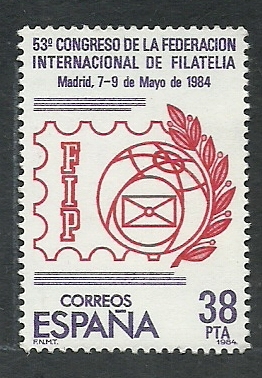 53º CONGRESO DE LA FEDERACION
INTERNACIONAL DE FILATELIA
Madrid, 7-9 de Mayo de 1984
FIP
CORREOS
ESPAÑA
38
PTA
F.N.M.T.
1984